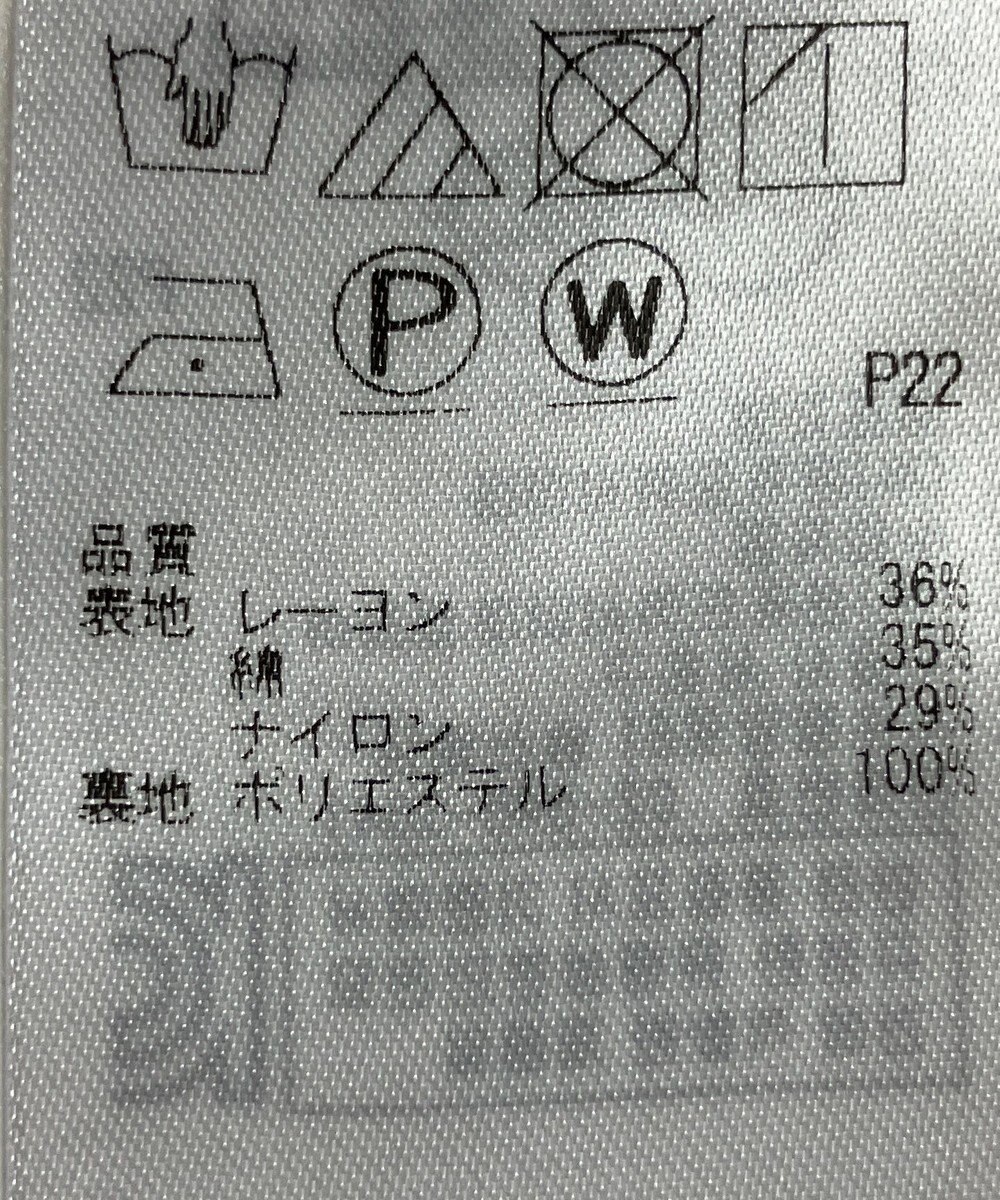 P W
P22
品質
表地 レーヨン 36%
綿 35%
ナイロン 29%
裏地 ポリエステル 100%